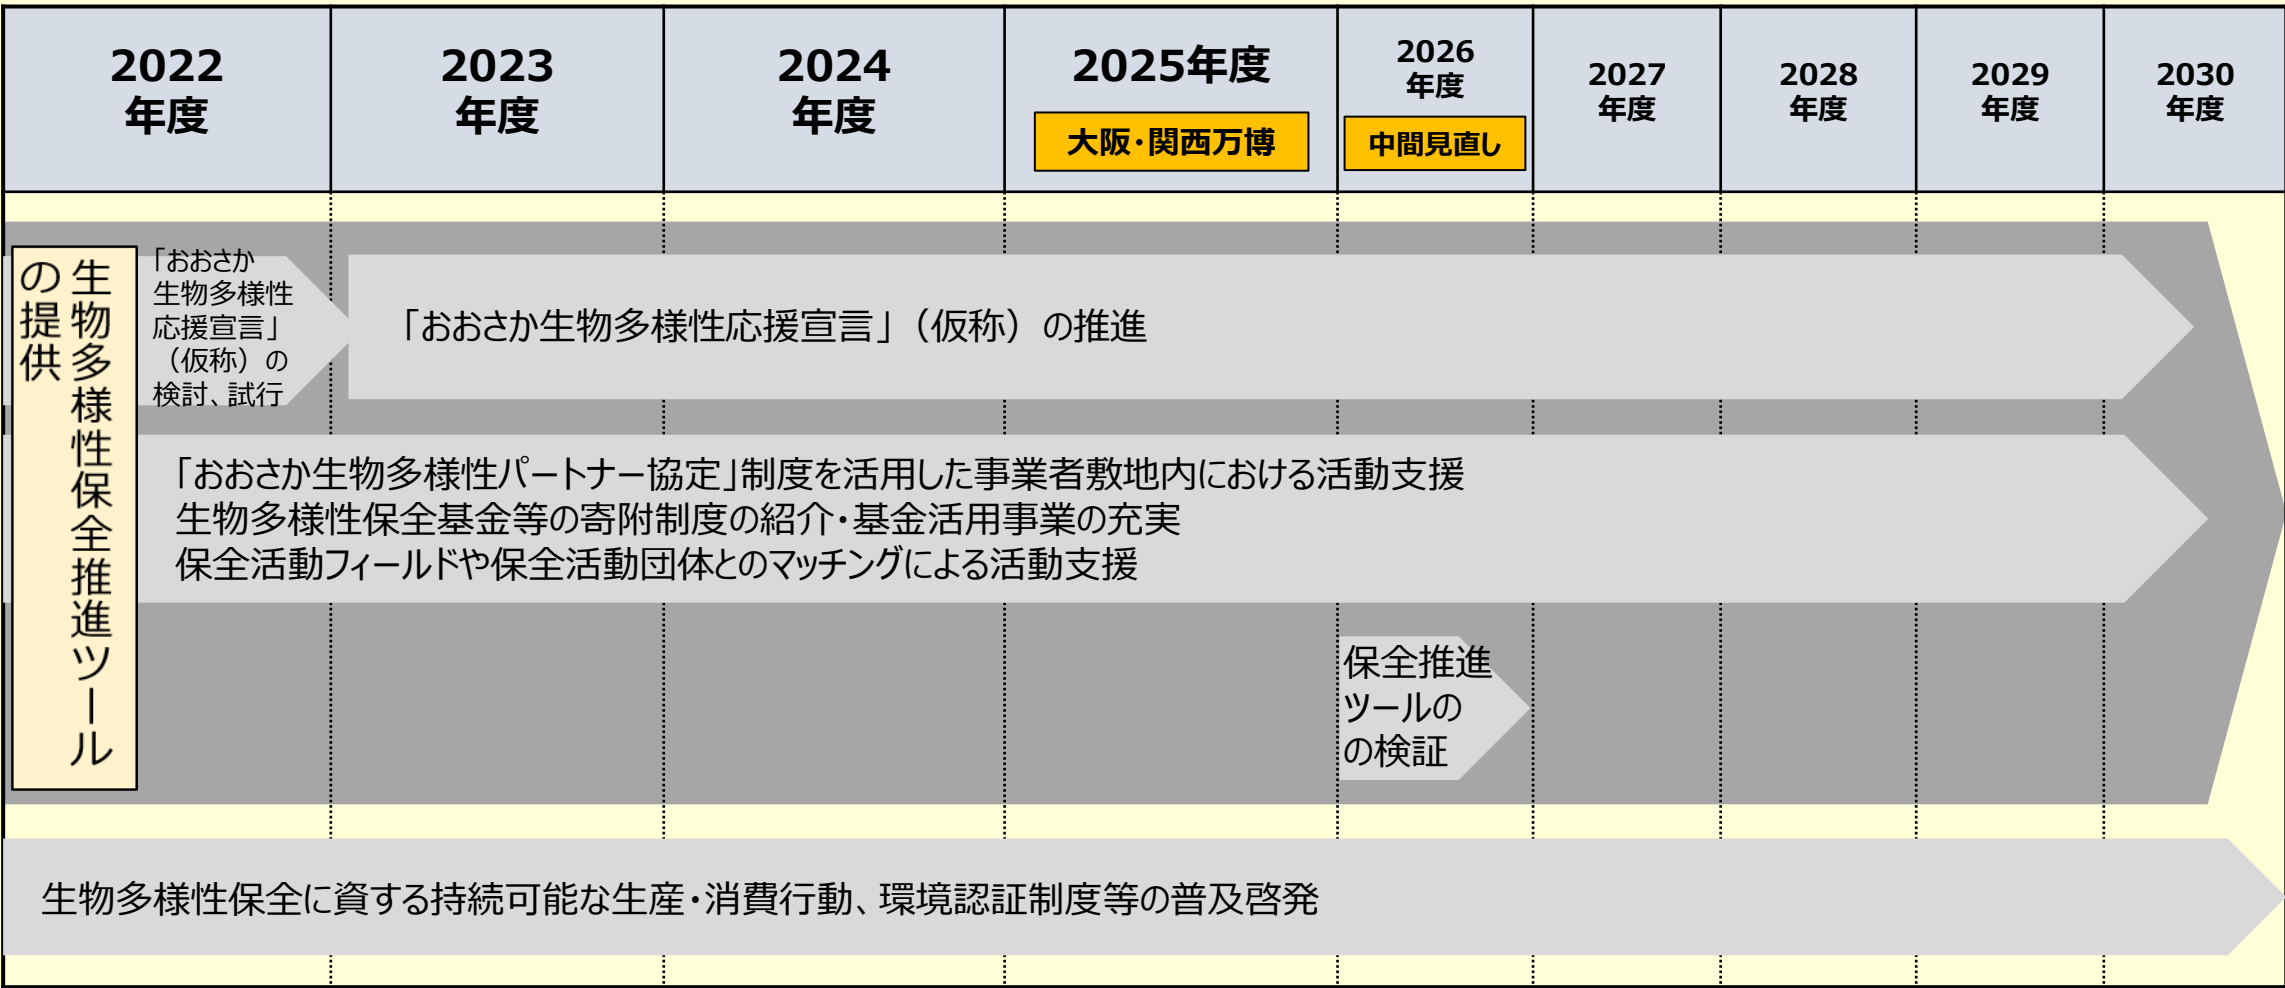 2022
年度
2023
年度
2024
年度
2025年度
大阪・関西万博
2026
年度
中間見直し
2027
年度
2028
年度
2029
年度
2030
年度
生物多様性保全推進ツール
の提供
「おおさか
生物多様性
応援宣言」
（仮称）の
検討、試行
「おおさか生物多様性応援宣言」（仮称）の推進
「おおさか生物多様性パートナー協定」制度を活用した事業者敷地内における活動支援
生物多様性保全基金等の寄附制度の紹介・基金活用事業の充実
保全活動フィールドや保全活動団体とのマッチングによる活動支援
保全推進
ツールの
の検証
生物多様性保全に資する持続可能な生産・消費行動、環境認証制度等の普及啓発